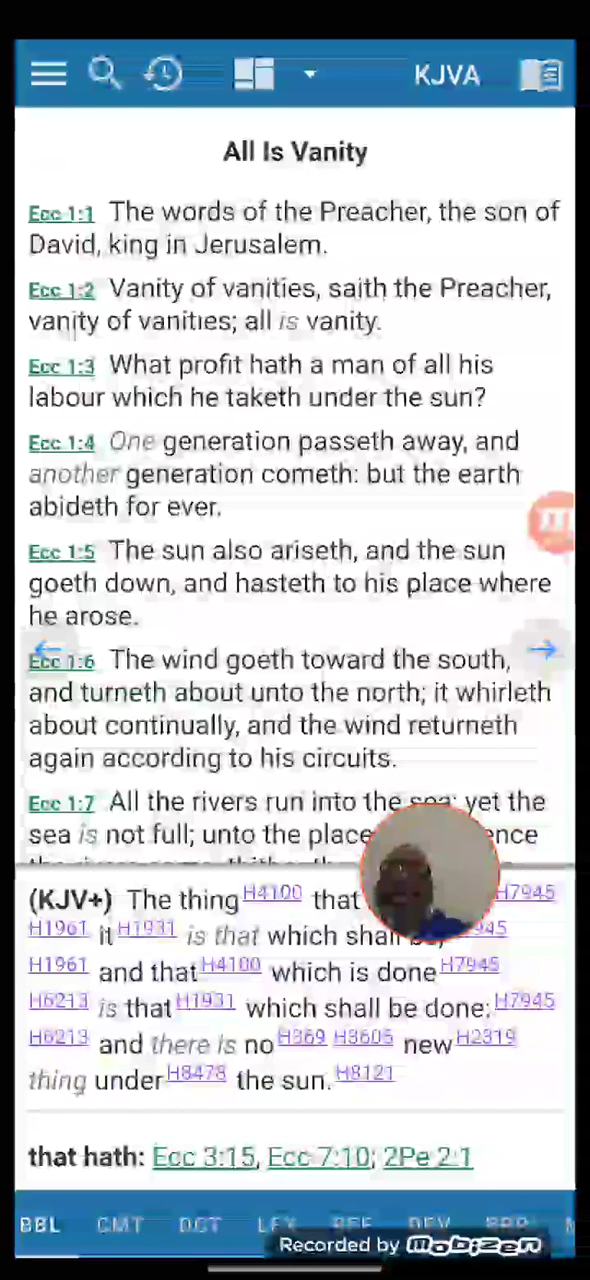 KJVA
All Is Vanity
Ecc 1:1 The words of the Preacher, the son of
David, king in Jerusalem.
Ecc 1:2 Vanity of vanities, saith the Preacher,
vanity of vanities; all is vanity.
Ecc 1:3 What profit hath a man of all his
labour which he taketh under the sun?
Ecc 1:4 One generation passeth away, and
another generation cometh: but the earth
abideth for ever.
Ecc 1:5 The sun also ariseth, and the sun
goeth down, and hasteth to his place where
he arose.
Ecc 1:6 The wind goeth toward the south,
and turneth about unto the north; it whirleth
about continually, and the wind returneth
again according to his circuits.
Ecc 1:7 All the rivers run into the sea; yet the
sea is not full; unto the place ence
(KJV+) The thing H4100 that H7945
H1961 it H1931 is that which shall be, 945
H1961 and that H4100 which is done H7945
H6213 is that H1931 which shall be done: H7945
H6213 and there is no H369 H3605 new H2319
thing under H8478 the sun. H8121
that hath: Ecc 3:15, Ecc 7:10; 2Pe 2:1
BBL CMT DCT LEX REF DEV
Recorded by mobizen